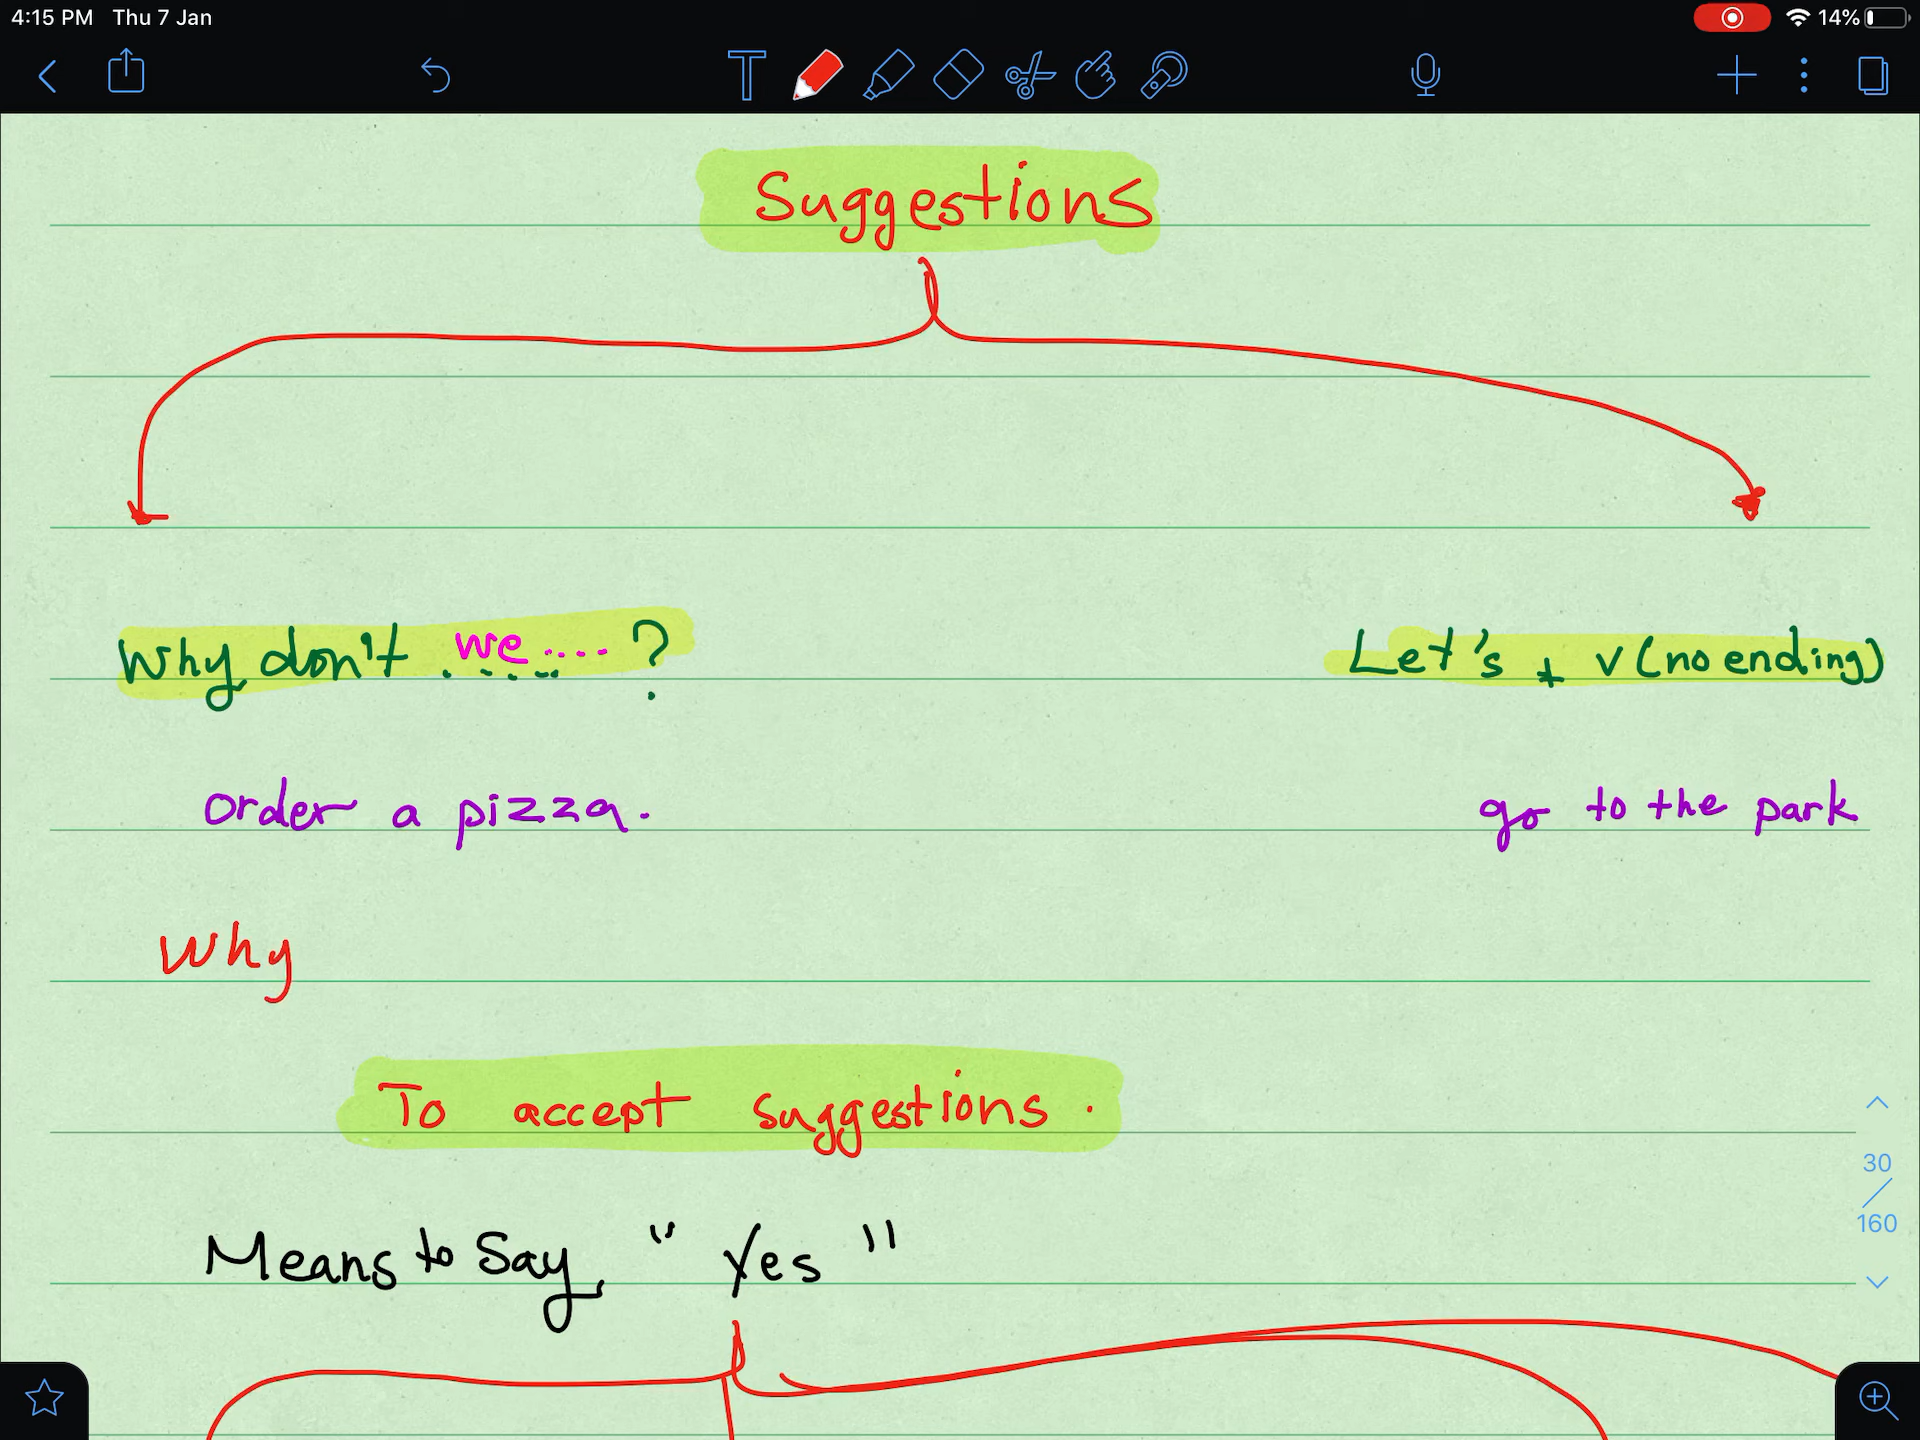 4:15 PM Thu 7 Jan 14%
T
Suggestions
Why don't we .... ?
Let's + v (no ending)
order a pizza.
go to the park
Why
To accept suggestions.
30
/
160
Means to Say, " Yes "